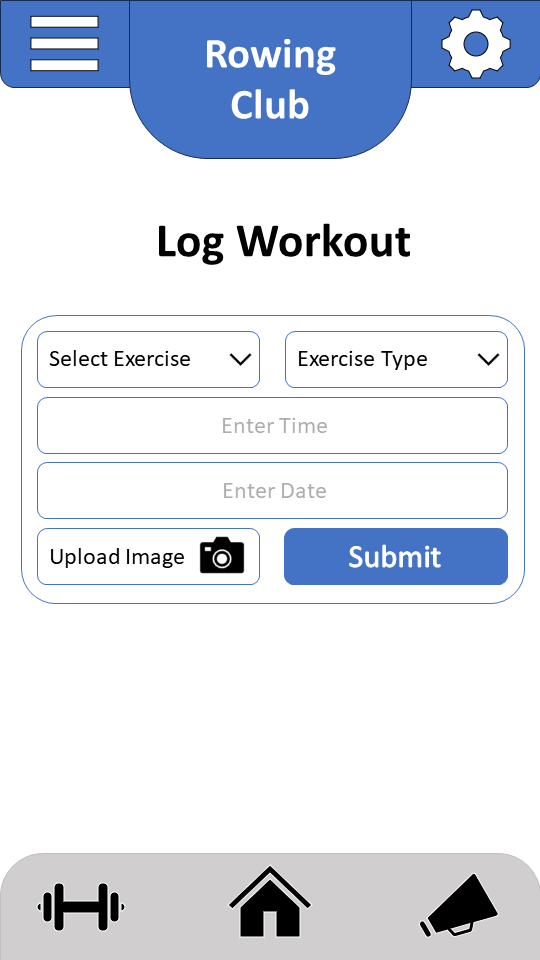 Rowing
Club
Log Workout
Select Exercise
Exercise Type
Enter Time
Enter Date
Upload Image
Submit